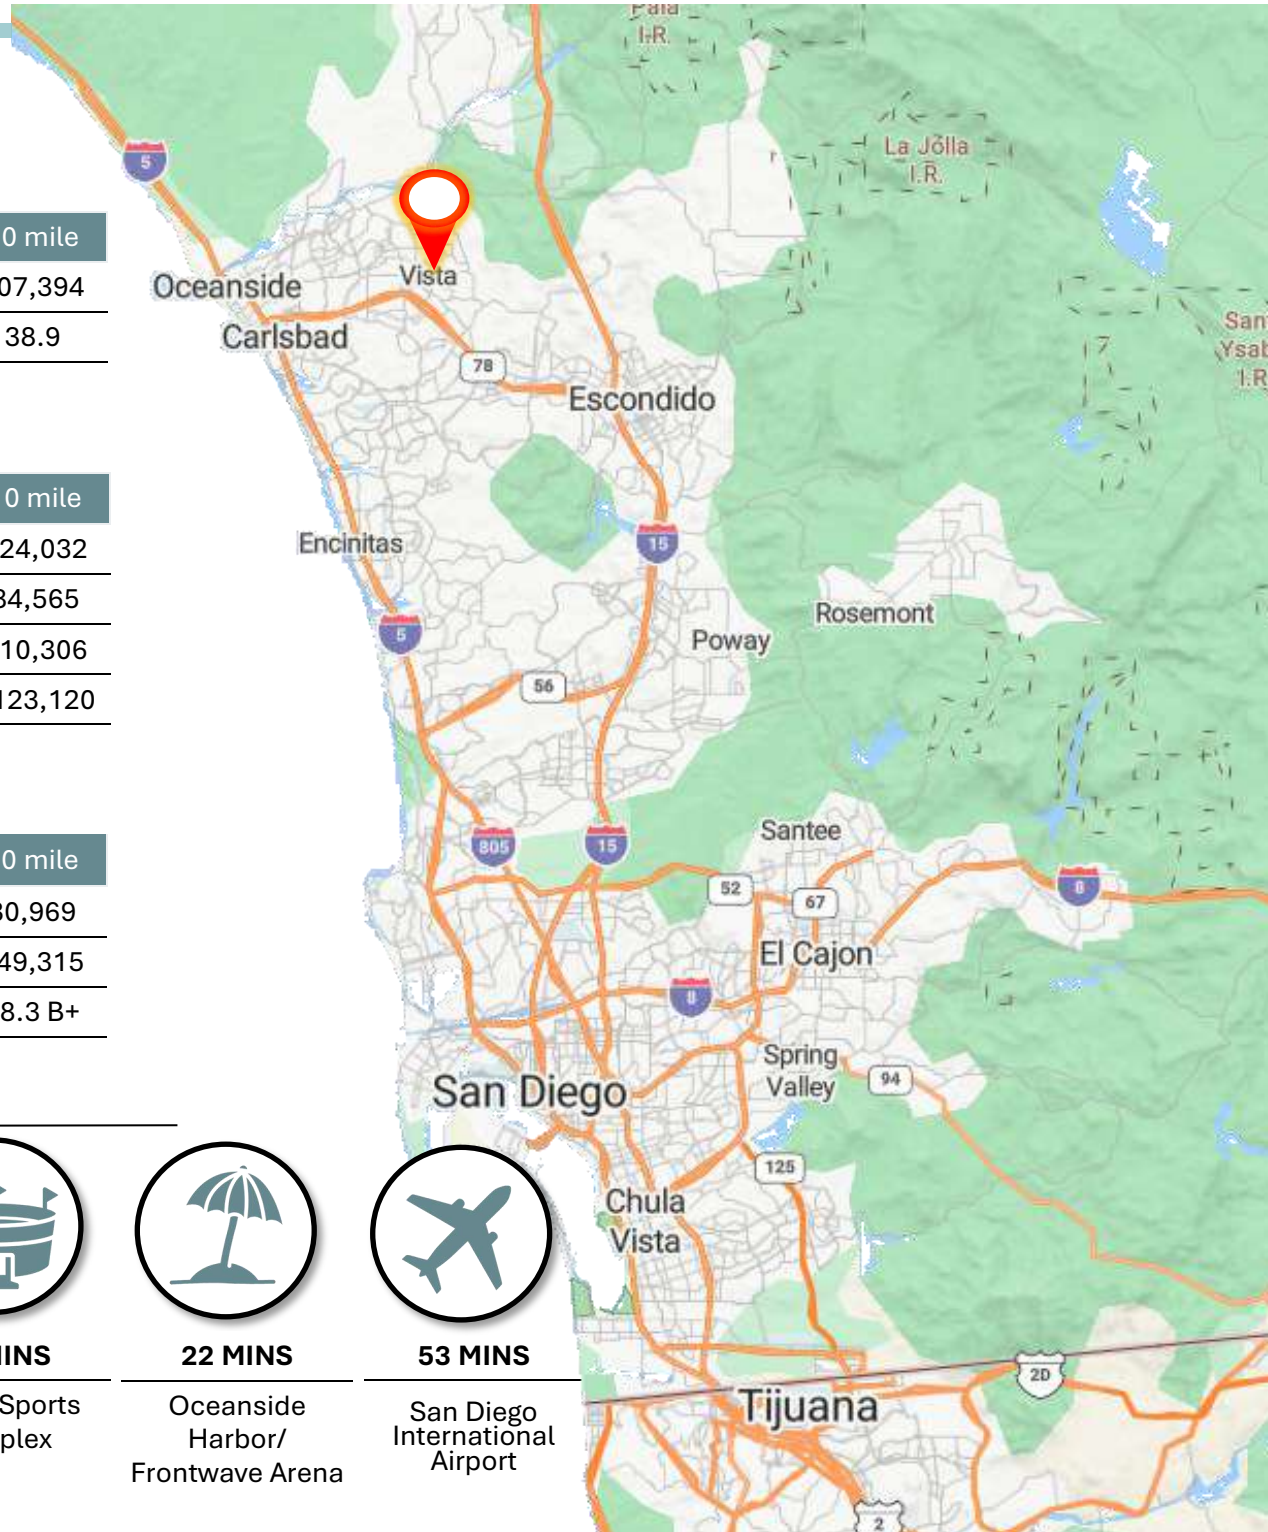 0 mile
07,394
38.9
0 mile
24,032
34,565
10,306
123,120
0 mile
30,969
49,315
8.3 B+
MINS
Sports
plex
22 MINS
Oceanside
Harbor/
Frontwave Arena
53 MINS
San Diego
International
Airport
Pala
I.R.
5
La Jolla
I.R.
Vista
Oceanside
Carlsbad
78
Escondido
San
Ysab
I.R
Encinitas
15
5
Rosemont
Poway
56
Santee
805
15
52
67
8
El Cajon
8
Spring
Valley
94
San Diego
125
Chula
Vista
2D
Tijuana
2